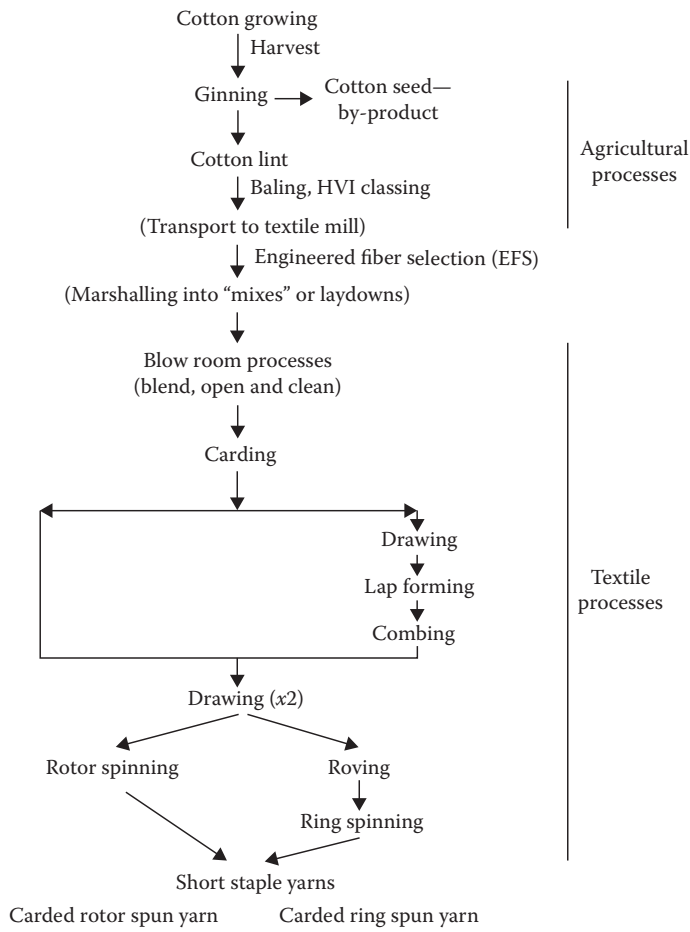 Cotton growing
Harvest
Ginning
Cotton seed—
by-product
Cotton lint
Baling, HVI classing
(Transport to textile mill)
Agricultural
processes
Engineered fiber selection (EFS)
(Marshalling into “mixes” or laydowns)
Blow room processes
(blend, open and clean)
Carding
Drawing
Lap forming
Combing
Textile
processes
Drawing (x2)
Rotor spinning
Roving
Ring spinning
Short staple yarns
Carded rotor spun yarn
Carded ring spun yarn